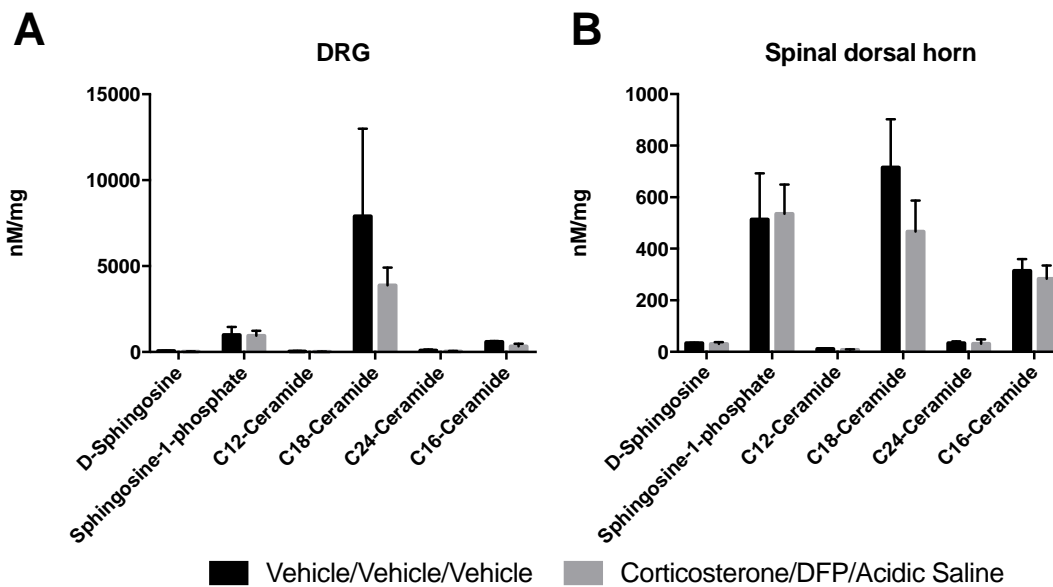 A
DRG
nM/mg
15000
10000
5000
0
D-Sphingosine
Sphingosine-1-phosphate
C12-Ceramide
C18-Ceramide
C24-Ceramide
C16-Ceramide
B
Spinal dorsal horn
nM/mg
1000
800
600
400
200
0
D-Sphingosine
Sphingosine-1-phosphate
C12-Ceramide
C18-Ceramide
C24-Ceramide
C16-Ceramide
Vehicle/Vehicle/Vehicle
Corticosterone/DFP/Acidic Saline